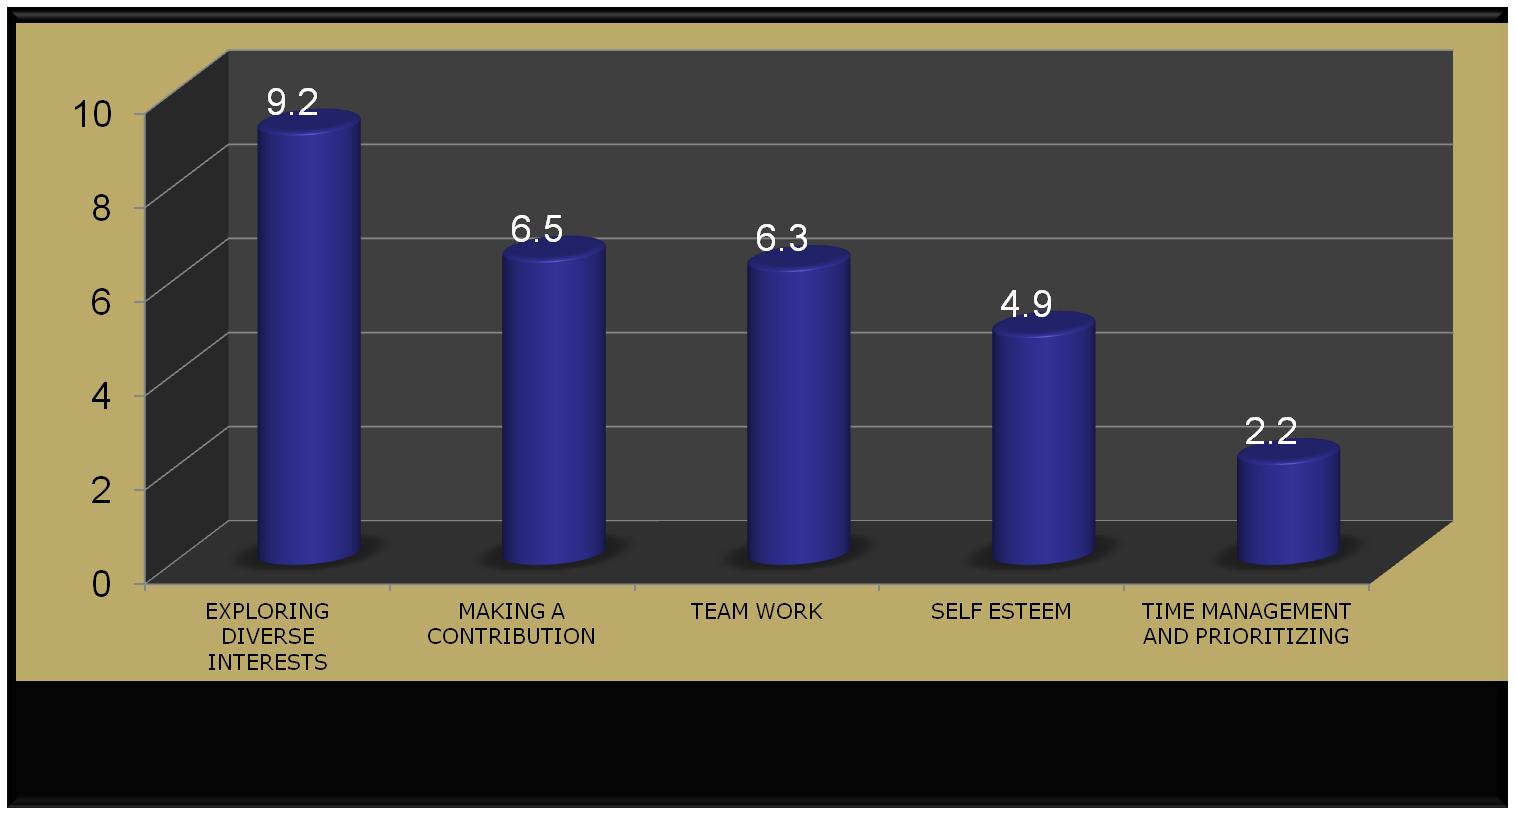 9.2
6.5
6.3
4.9
2.2
10
8
6
4
2
0
EXPLORING
DIVERSE
INTERESTS
MAKING A
CONTRIBUTION
TEAM WORK
SELF ESTEEM
TIME MANAGEMENT
AND PRIORITIZING